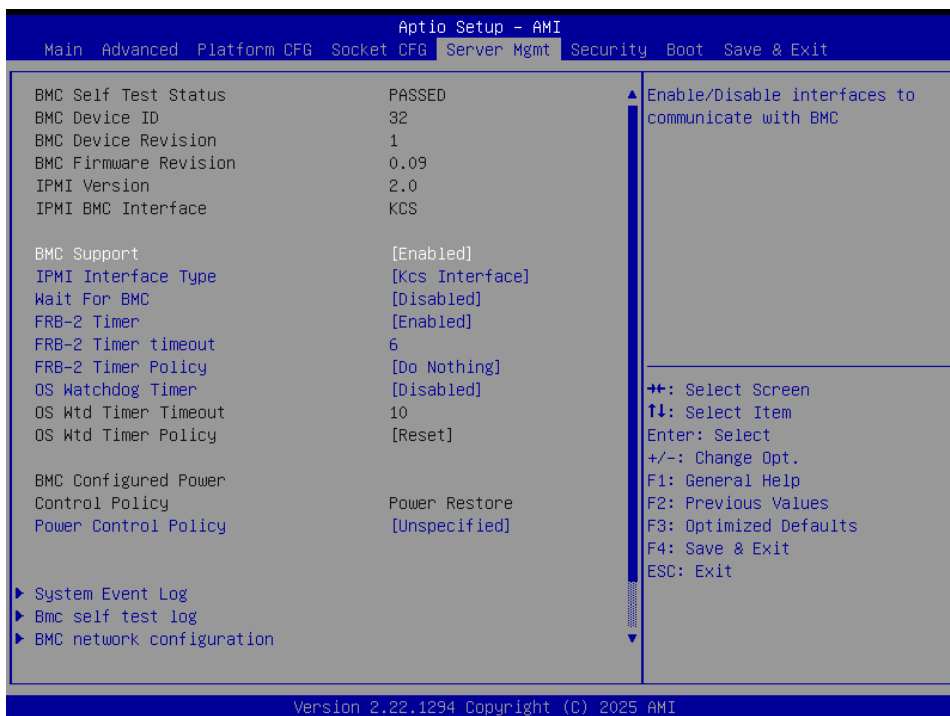 Aptio Setup - AMI
Main Advanced Platform CFG Socket CFG Server Mgmt Security Boot Save & Exit
BMC Self Test Status PASSED
BMC Device ID 32
BMC Device Revision 1
BMC Firmware Revision 0.09
IPMI Version 2.0
IPMI BMC Interface KCS
BMC Support [Enabled]
IPMI Interface Type [Kcs Interface]
Wait For BMC [Disabled]
FRB-2 Timer [Enabled]
FRB-2 Timer timeout 6
FRB-2 Timer Policy [Do Nothing]
OS Watchdog Timer [Disabled]
OS Wtd Timer Timeout 10
OS Wtd Timer Policy [Reset]
BMC Configured Power
Control Policy Power Restore
Power Control Policy [Unspecified]
System Event Log
Bmc self test log
BMC network configuration
Enable/Disable interfaces to
communicate with BMC
→←: Select Screen
↑↓: Select Item
Enter: Select
+/-: Change Opt.
F1: General Help
F2: Previous Values
F3: Optimized Defaults
F4: Save & Exit
ESC: Exit
Version 2.22.1294 Copyright (C) 2025 AMI